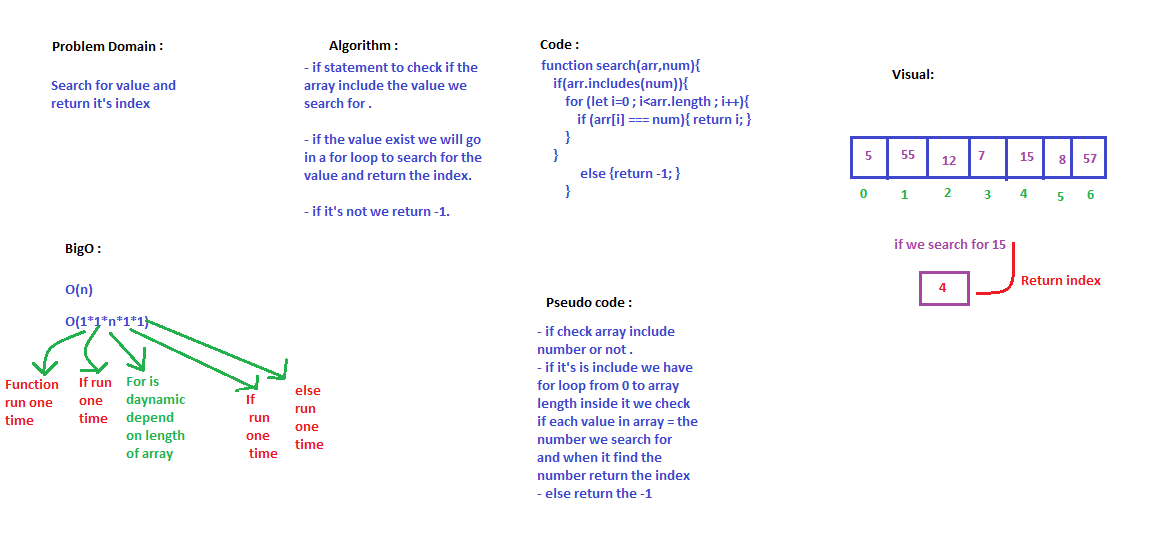 Problem Domain :
Search for value and
return it's index
Algorithm :
- if statement to check if the
array include the value we
search for .
- if the value exist we will go
in a for loop to search for the
value and return the index.
- if it's not we return -1.
Code :
function search(arr,num){
if(arr.includes(num)){
for (let i=0 ; i<arr.length ; i++){
if (arr[i] === num){ return i; }
}
}
else {return -1; }
}
Visual:
5 55 12 7 15 8 57
0 1 2 3 4 5 6
if we search for 15
4
Return index
BigO :
O(n)
O(1*1*n*1*1)
Function
run one
time
If run
one
time
For is
daynamic
depend
on length
of array
If
run
one
time
else
run
one
time
Pseudo code :
- if check array include
number or not .
- if it's is include we have
for loop from 0 to array
length inside it we check
if each value in array = the
number we search for
and when it find the
number return the index
- else return the -1